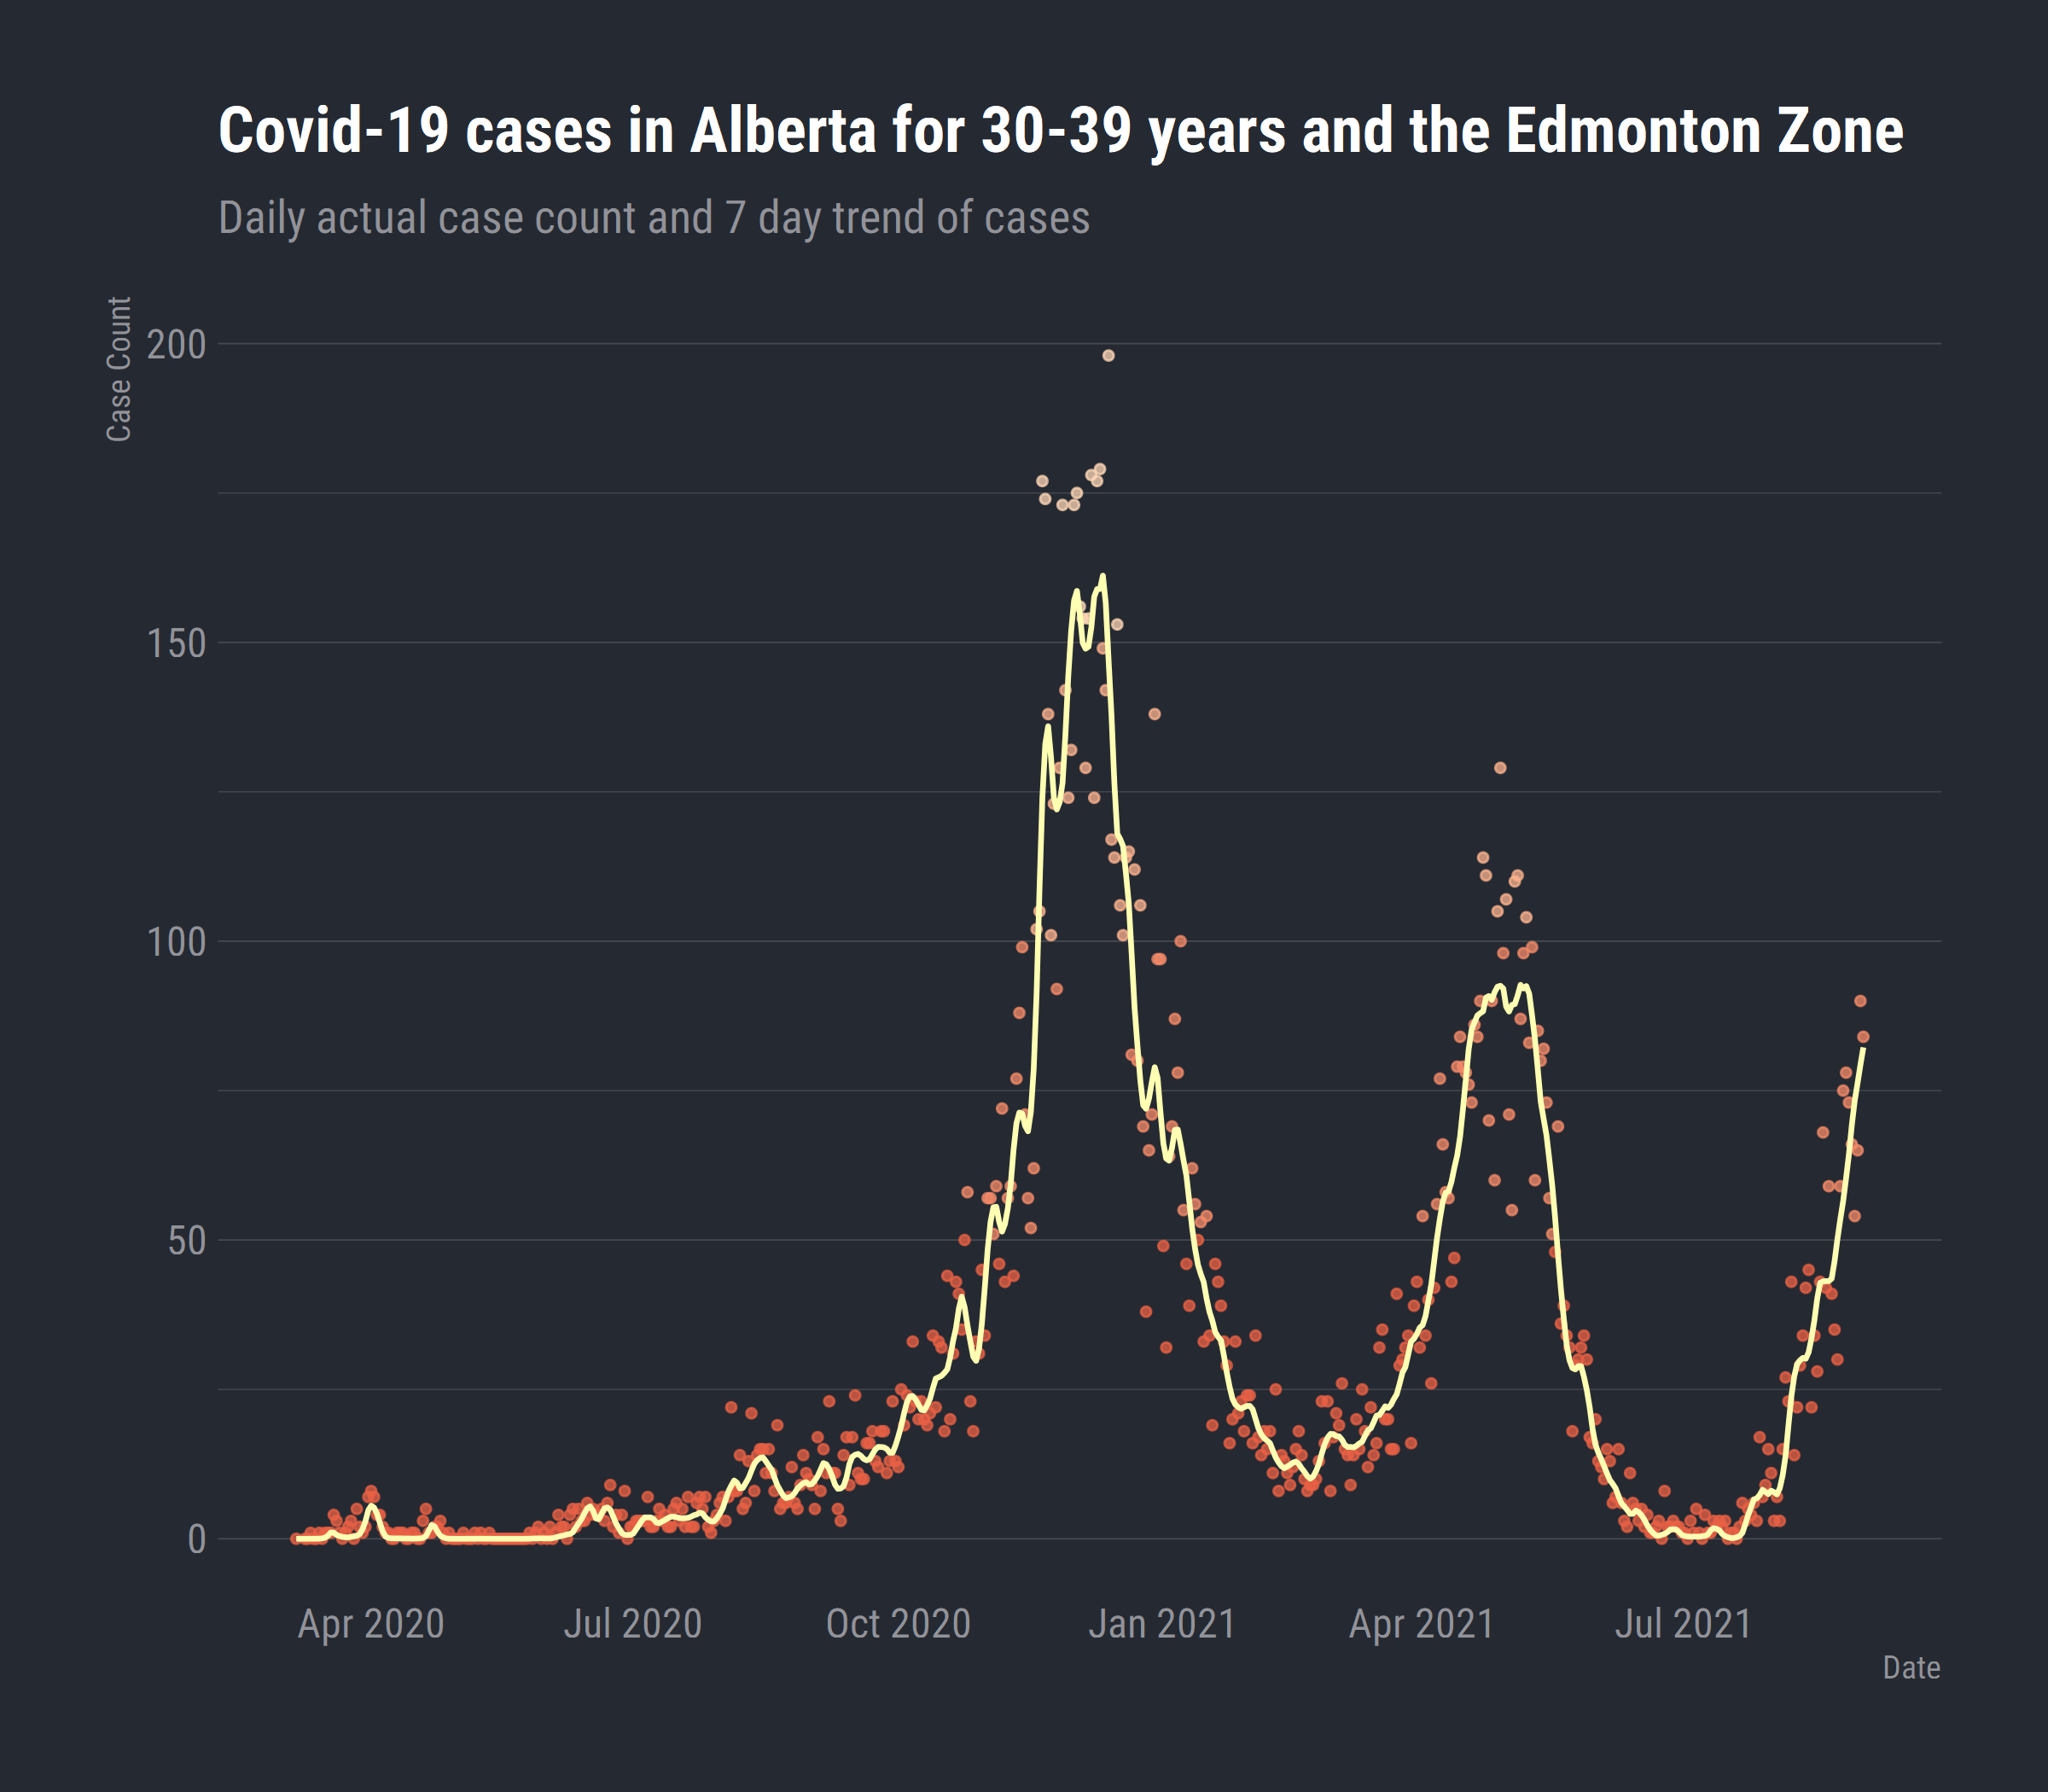 Covid-19 cases in Alberta for 30-39 years and the Edmonton Zone
Daily actual case count and 7 day trend of cases
Case Count
200
150
100
50
0
Apr 2020
Jul 2020
Oct 2020
Jan 2021
Apr 2021
Jul 2021
Date